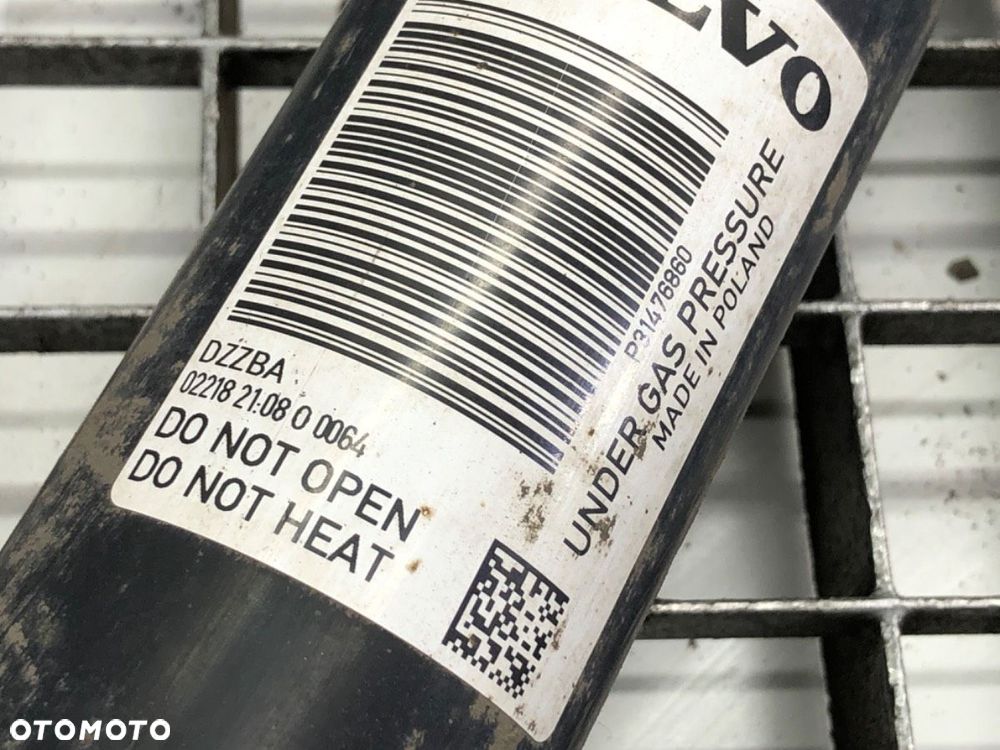 VOLVO
P31476860
UNDER GAS PRESSURE
MADE IN POLAND
DZZBA
02218 21:08 0 0064
DO NOT OPEN
DO NOT HEAT
OTOMOTO